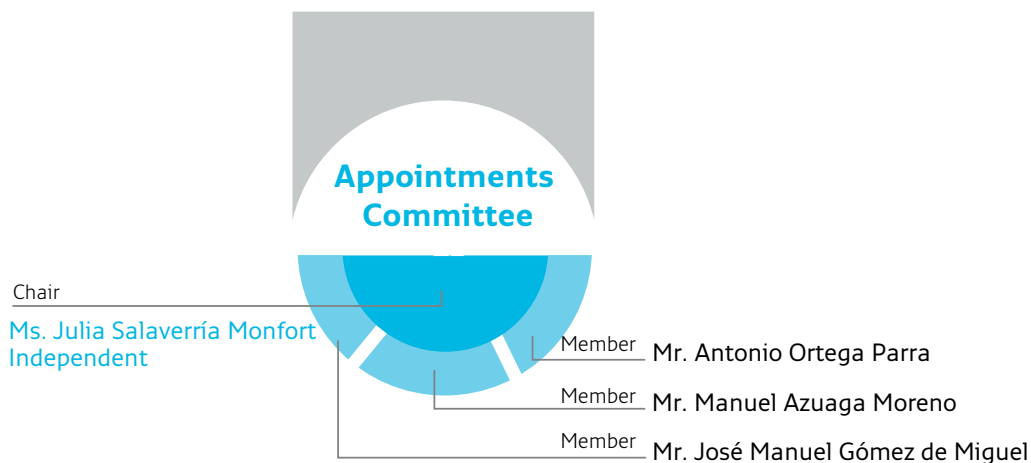 Appointments
Committee
Chair
Ms. Julia Salaverría Monfort
Independent
Member
Mr. Antonio Ortega Parra
Member
Mr. Manuel Azuaga Moreno
Member
Mr. José Manuel Gómez de Miguel